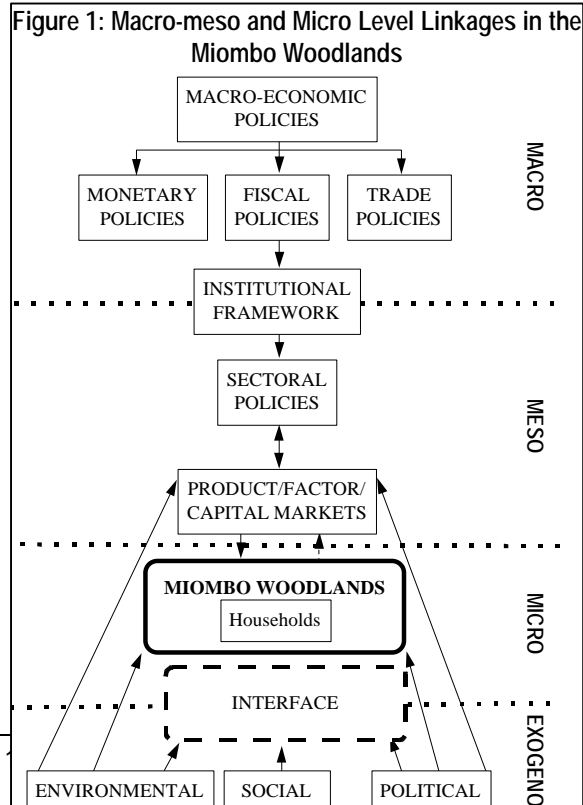 Figure 1: Macro-meso and Micro Level Linkages in the
Miombo Woodlands
MACRO-ECONOMIC
POLICIES
MACRO
MONETARY
POLICIES
FISCAL
POLICIES
TRADE
POLICIES
INSTITUTIONAL
FRAMEWORK
SECTORAL
POLICIES
MESO
PRODUCT/FACTOR/
CAPITAL MARKETS
MIOMBO WOODLANDS
Households
MICRO
INTERFACE
EXOGENO
ENVIRONMENTAL
SOCIAL
POLITICAL